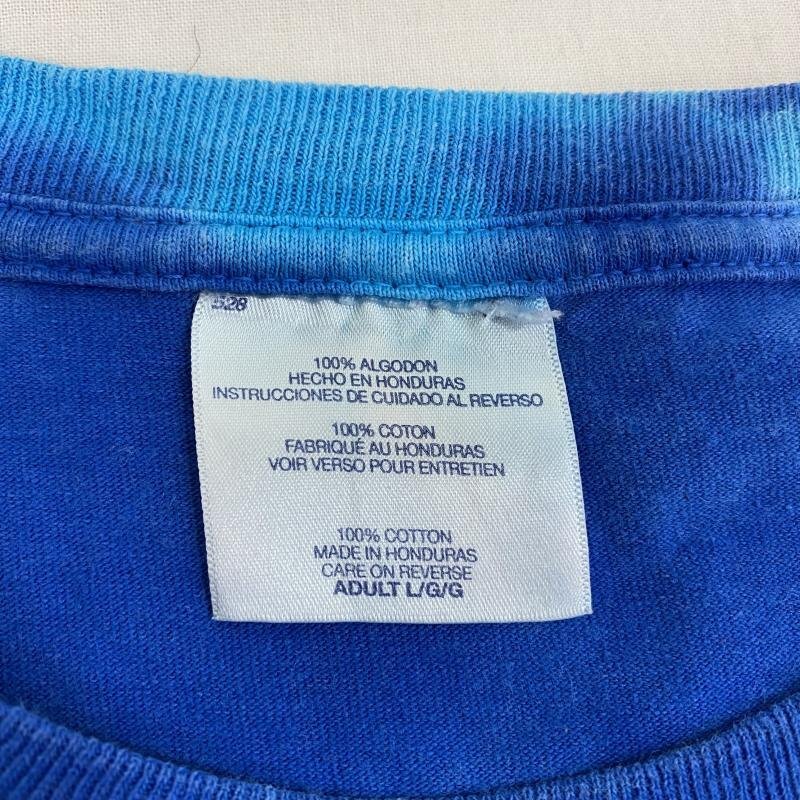 528
100% ALGODON
HECHO EN HONDURAS
INSTRUCCIONES DE CUIDADO AL REVERSO
100% COTON
FABRIQUÉ AU HONDURAS
VOIR VERSO POUR ENTRETIEN
100% COTTON
MADE IN HONDURAS
CARE ON REVERSE
ADULT L/G/G